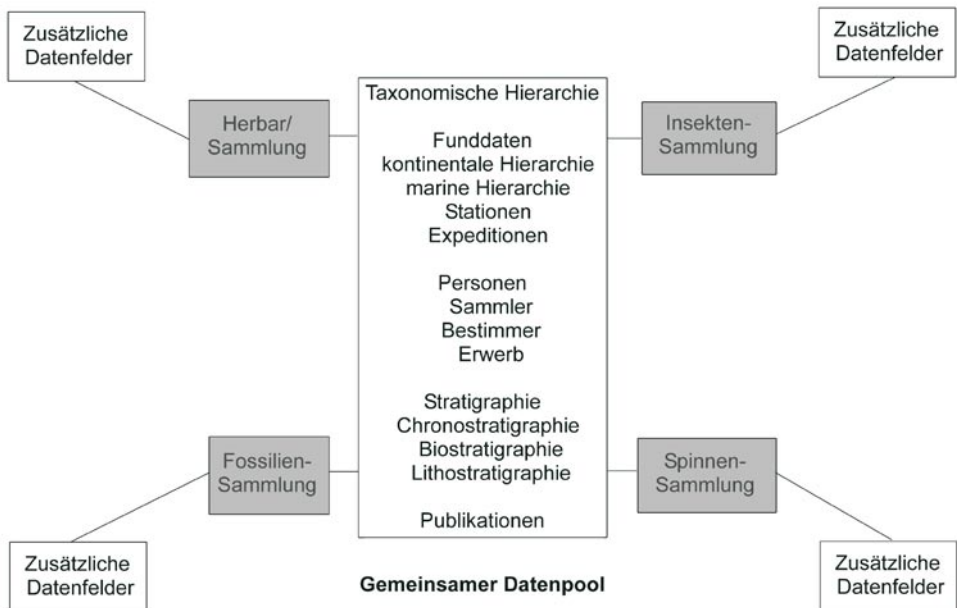 Zusätzliche
Datenfelder
Zusätzliche
Datenfelder
Herbar/
Sammlung
Taxonomische Hierarchie
Funddaten
kontinentale Hierarchie
marine Hierarchie
Stationen
Expeditionen
Personen
Sammler
Bestimmer
Erwerb
Stratigraphie
Chronostratigraphie
Biostratigraphie
Lithostratigraphie
Publikationen
Insekten-
Sammlung
Fossilien-
Sammlung
Spinnen-
Sammlung
Zusätzliche
Datenfelder
Gemeinsamer Datenpool
Zusätzliche
Datenfelder